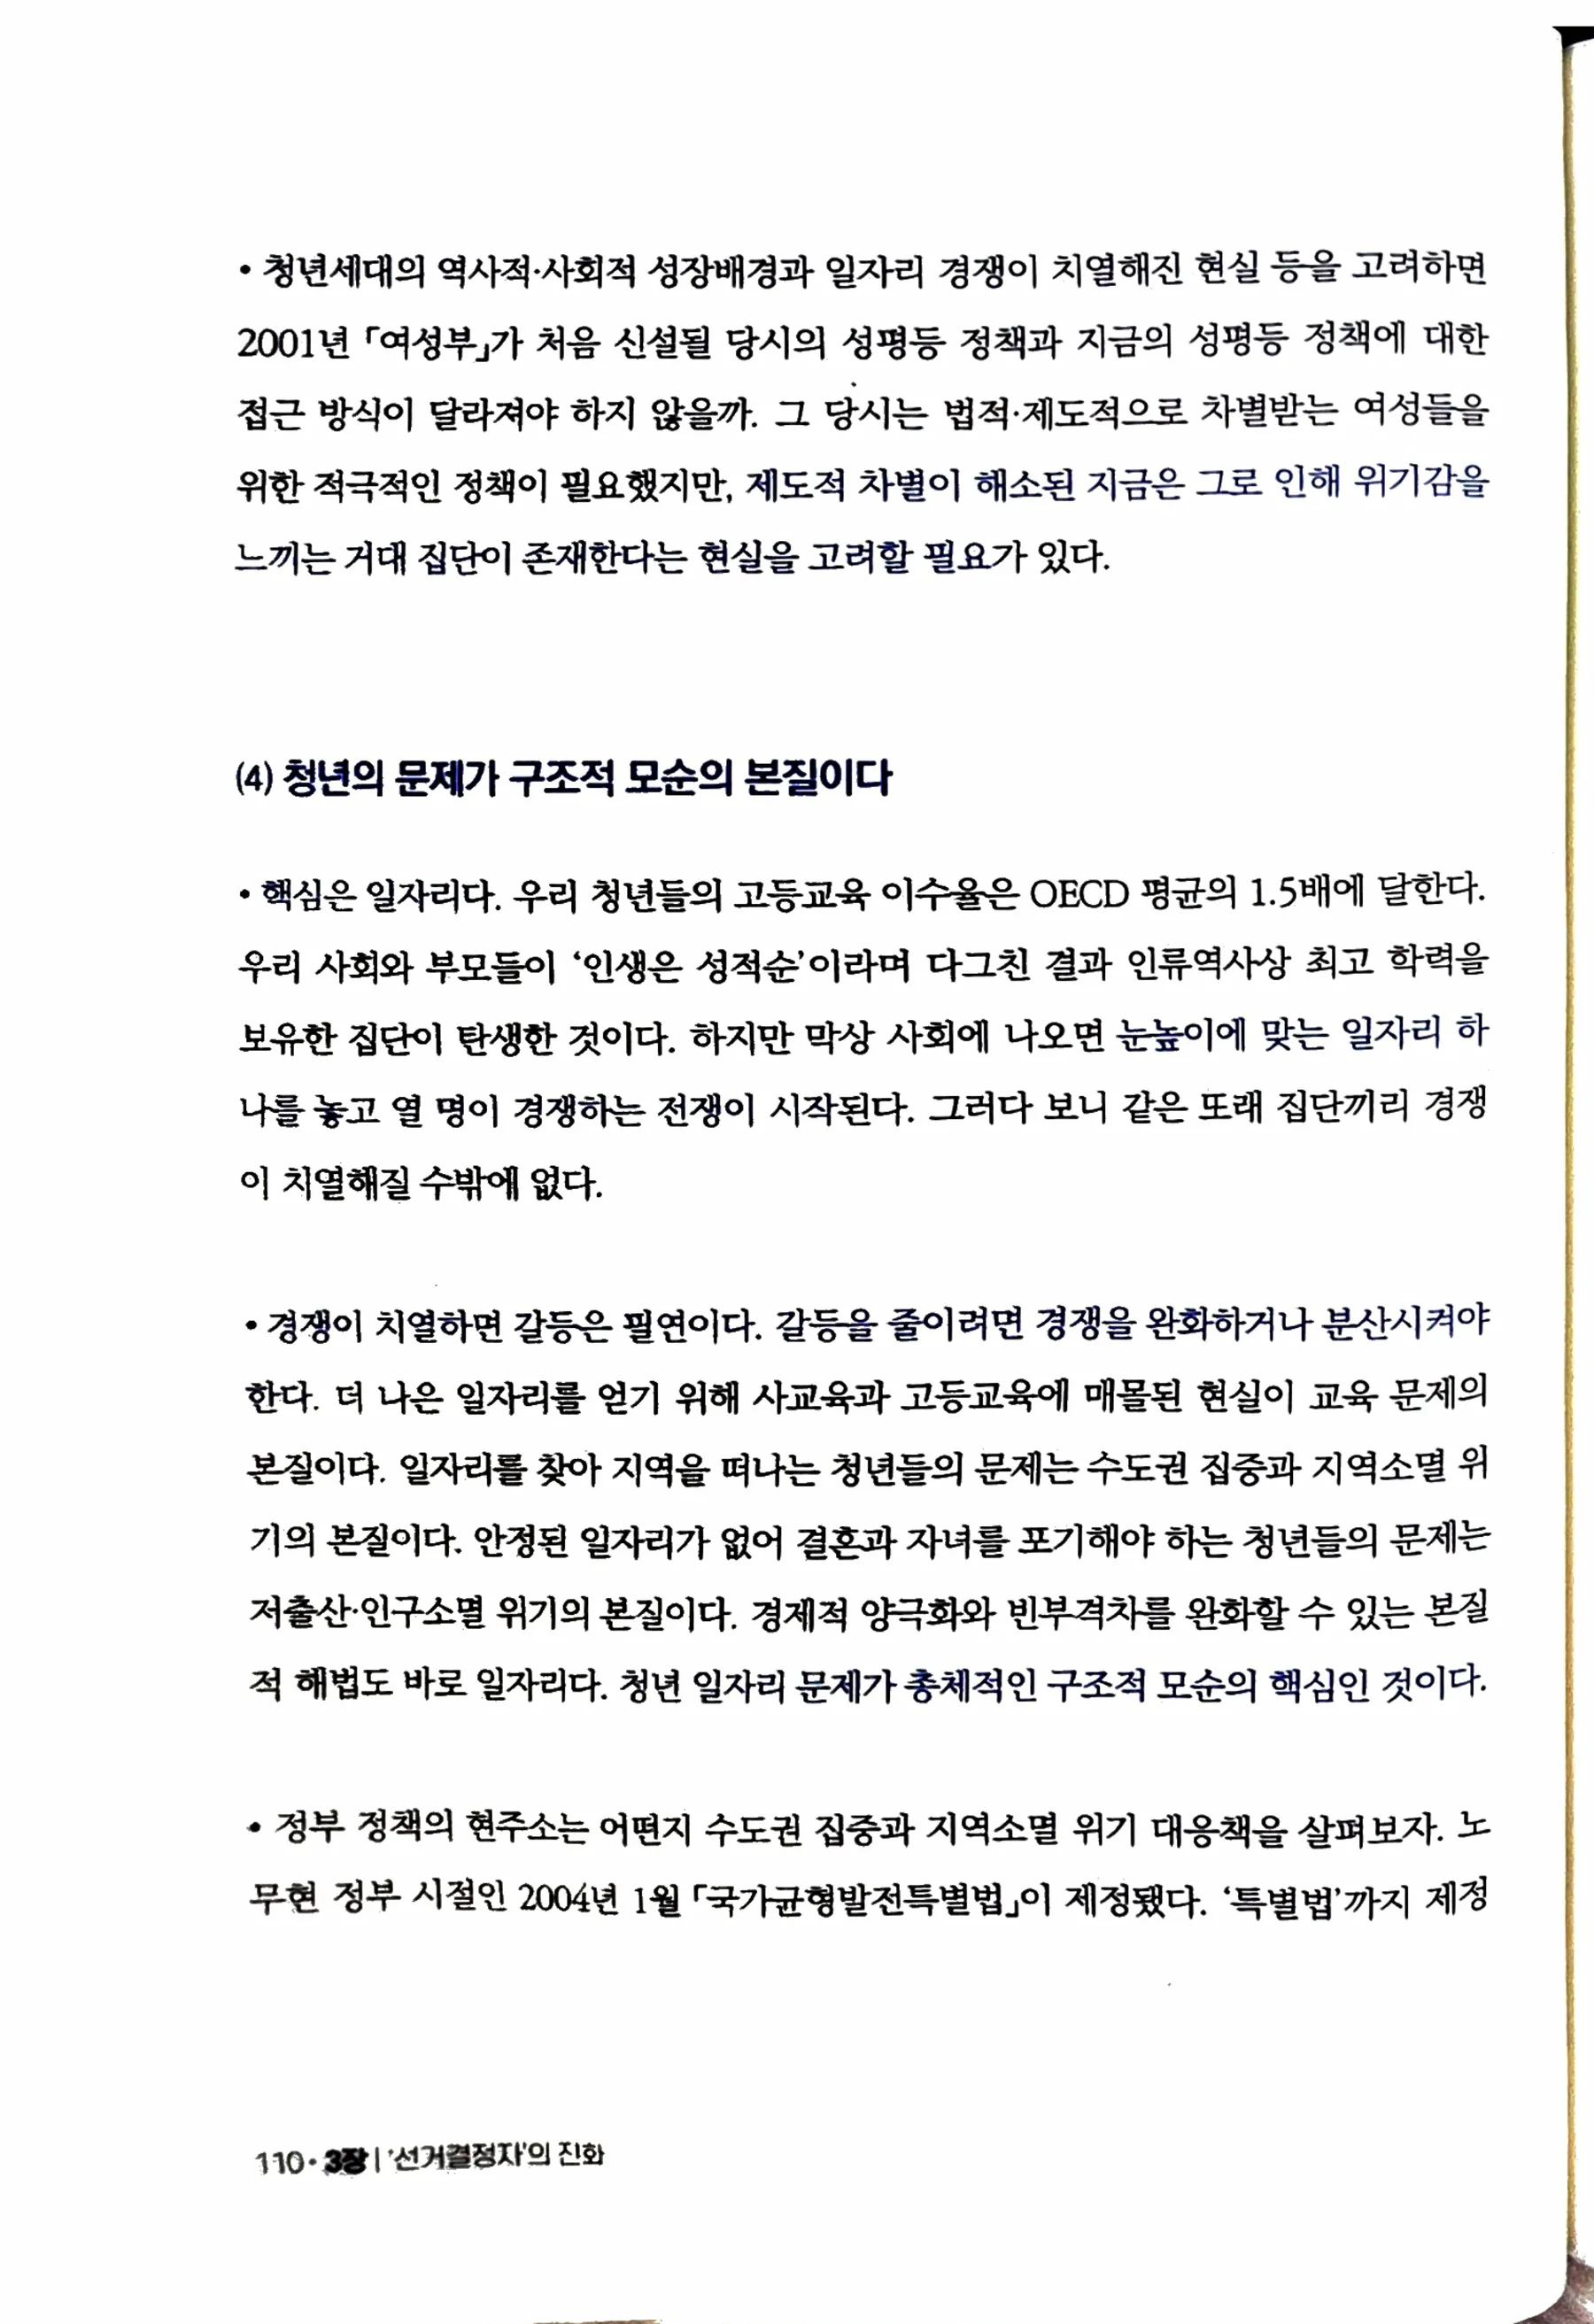 • 청년세대의 역사적·사회적 성장배경과 일자리 경쟁이 치열해진 현실 등을 고려하면
2001년 「여성부」가 처음 신설될 당시의 성평등 정책과 지금의 성평등 정책에 대한
접근 방식이 달라져야 하지 않을까. 그 당시는 법적·제도적으로 차별받는 여성들을
위한 적극적인 정책이 필요했지만, 제도적 차별이 해소된 지금은 그로 인해 위기감을
느끼는 거대 집단이 존재한다는 현실을 고려할 필요가 있다.
(4) 청년의 문제가 구조적 모순의 본질이다
• 핵심은 일자리다. 우리 청년들의 고등교육 이수율은 OECD 평균의 1.5배에 달한다.
우리 사회와 부모들이 ‘인생은 성적순’이라며 다그친 결과 인류역사상 최고 학력을
보유한 집단이 탄생한 것이다. 하지만 막상 사회에 나오면 눈높이에 맞는 일자리 하
나를 놓고 열 명이 경쟁하는 전쟁이 시작된다. 그러다 보니 같은 또래 집단끼리 경쟁
이 치열해질 수밖에 없다.
• 경쟁이 치열하면 갈등은 필연이다. 갈등을 줄이려면 경쟁을 완화하거나 분산시켜야
한다. 더 나은 일자리를 얻기 위해 사교육과 고등교육에 매몰된 현실이 교육 문제의
본질이다. 일자리를 찾아 지역을 떠나는 청년들의 문제는 수도권 집중과 지역소멸 위
기의 본질이다. 안정된 일자리가 없어 결혼과 자녀를 포기해야 하는 청년들의 문제는
저출산·인구소멸 위기의 본질이다. 경제적 양극화와 빈부격차를 완화할 수 있는 본질
적 해법도 바로 일자리다. 청년 일자리 문제가 총체적인 구조적 모순의 핵심인 것이다.
• 정부 정책의 현주소는 어떤지 수도권 집중과 지역소멸 위기 대응책을 살펴보자. 노
무현 정부 시절인 2004년 1월 「국가균형발전특별법」이 제정됐다. ‘특별법’까지 제정
110 • 3장 | ‘선거결정자’의 진화